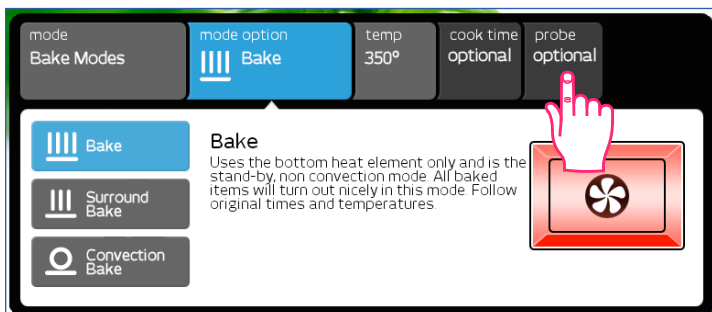 mode
Bake Modes
mode option
Bake
temp
350°
cook time
optional
probe
optional
Bake
Surround
Bake
Convection
Bake
Bake
Uses the bottom heat element only and is the
stand-by, non convection mode. All baked
items will turn out nicely in this mode. Follow
original times and temperatures.